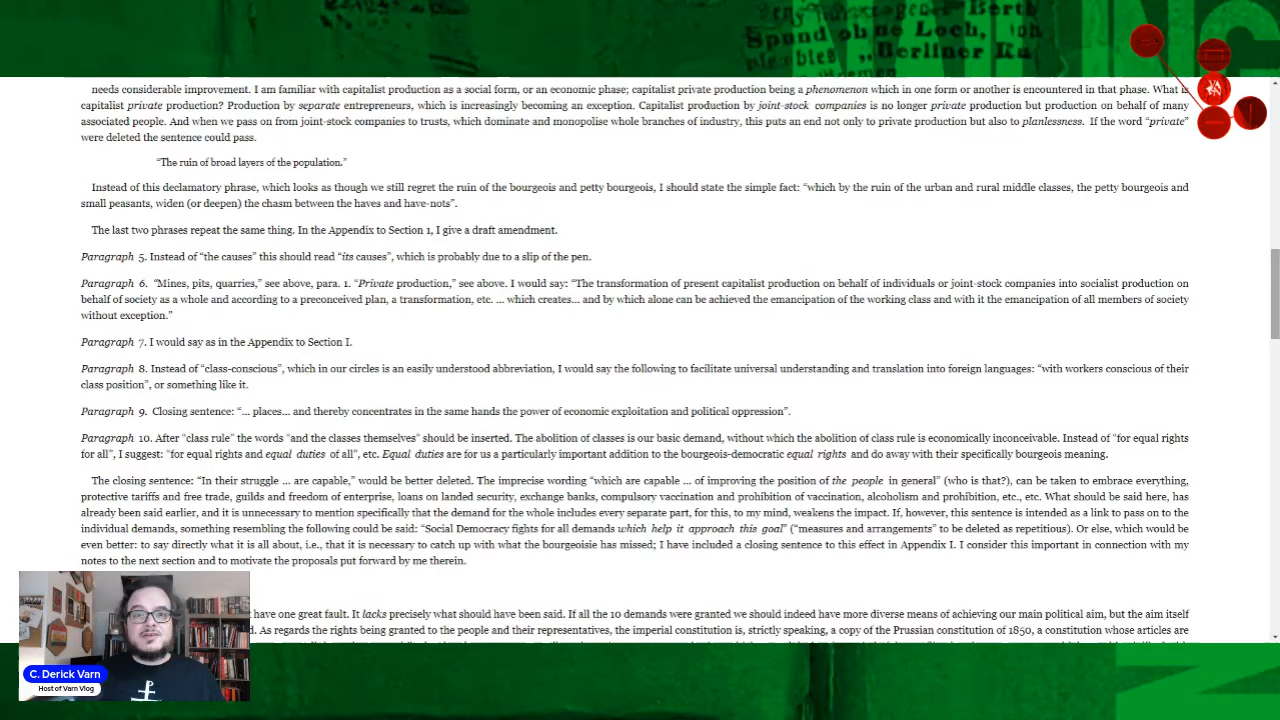 Berth
Spund ohne Loch,
Berliner
needs considerable improvement. I am familiar with capitalist production as a social form, or an economic phase; capitalist private production being a phenomenon which in one form or another is encountered in that phase. What is
capitalist private production? Production by separate entrepreneurs, which is increasingly becoming an exception. Capitalist production by joint-stock companies is no longer private production but production on behalf of many
associated people. And when we pass on from joint-stock companies to trusts, which dominate and monopolise whole branches of industry, this puts an end not only to private production but also to planlessness. If the word “private”
were deleted the sentence could pass.
“The ruin of broad layers of the population.”
Instead of this declamatory phrase, which looks as though we still regret the ruin of the bourgeois and petty bourgeois, I should state the simple fact: “which by the ruin of the urban and rural middle classes, the petty bourgeois and
small peasants, widen (or deepen) the chasm between the haves and have-nots”.
The last two phrases repeat the same thing. In the Appendix to Section 1, I give a draft amendment.
Paragraph 5. Instead of “the causes” this should read “its causes”, which is probably due to a slip of the pen.
Paragraph 6. “Mines, pits, quarries,” see above, para. 1. “Private production,” see above. I would say: “The transformation of present capitalist production on behalf of individuals or joint-stock companies into socialist production on
behalf of society as a whole and according to a preconceived plan, a transformation, etc. ... which creates... and by which alone can be achieved the emancipation of the working class and with it the emancipation of all members of society
without exception.”
Paragraph 7. I would say as in the Appendix to Section I.
Paragraph 8. Instead of “class-conscious”, which in our circles is an easily understood abbreviation, I would say the following to facilitate universal understanding and translation into foreign languages: “with workers conscious of their
class position”, or something like it.
Paragraph 9. Closing sentence: “... places... and thereby concentrates in the same hands the power of economic exploitation and political oppression”.
Paragraph 10. After “class rule” the words “and the classes themselves” should be inserted. The abolition of classes is our basic demand, without which the abolition of class rule is economically inconceivable. Instead of “for equal rights
for all”, I suggest: “for equal rights and equal duties of all”, etc. Equal duties are for us a particularly important addition to the bourgeois-democratic equal rights and do away with their specifically bourgeois meaning.
The closing sentence: “In their struggle ... are capable,” would be better deleted. The imprecise wording “which are capable ... of improving the position of the people in general” (who is that?), can be taken to embrace everything,
protective tariffs and free trade, guilds and freedom of enterprise, loans on landed security, exchange banks, compulsory vaccination and prohibition of vaccination, alcoholism and prohibition, etc., etc. What should be said here, has
already been said earlier, and it is unnecessary to mention specifically that the demand for the whole includes every separate part, for this, to my mind, weakens the impact. If, however, this sentence is intended as a link to pass on to the
individual demands, something resembling the following could be said: “Social Democracy fights for all demands which help it approach this goal” (“measures and arrangements” to be deleted as repetitious). Or else, which would be
even better: to say directly what it is all about, i.e., that it is necessary to catch up with what the bourgeoisie has missed; I have included a closing sentence to this effect in Appendix I. I consider this important in connection with my
notes to the next section and to motivate the proposals put forward by me therein.
have one great fault. It lacks precisely what should have been said. If all the 10 demands were granted we should indeed have more diverse means of achieving our main political aim, but the aim itself
As regards the rights being granted to the people and their representatives, the imperial constitution is, strictly speaking, a copy of the Prussian constitution of 1850, a constitution whose articles are
C. Derick Varn
Host of Varn Vlog